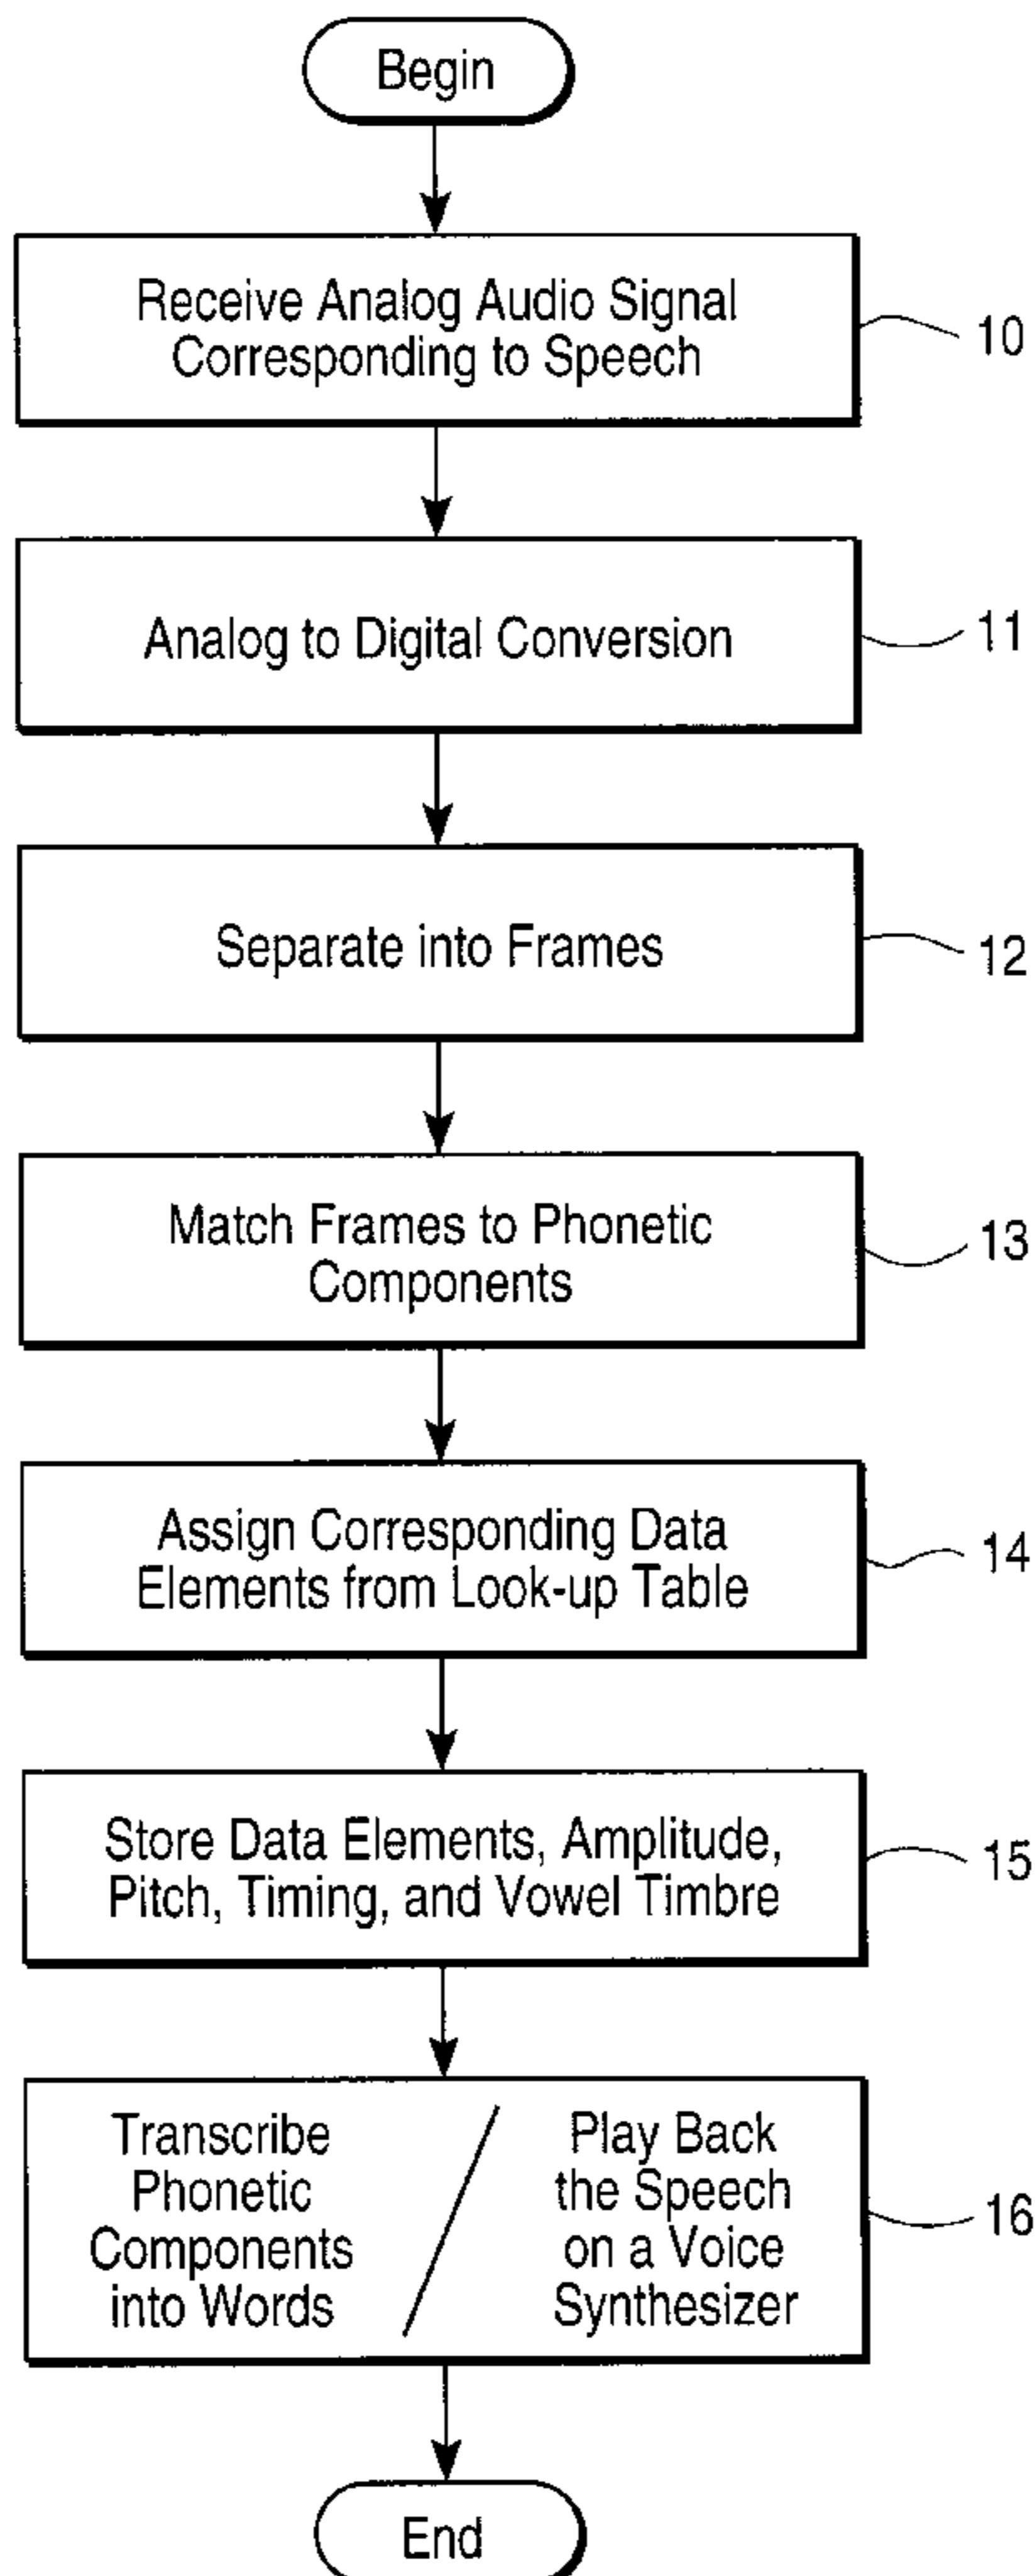 Begin
Receive Analog Audio Signal
Corresponding to Speech
10
Analog to Digital Conversion
11
Separate into Frames
12
Match Frames to Phonetic
Components
13
Assign Corresponding Data
Elements from Look-up Table
14
Store Data Elements, Amplitude,
Pitch, Timing, and Vowel Timbre
15
Transcribe
Phonetic
Components
into Words
Play Back
the Speech
on a Voice
Synthesizer
16
End